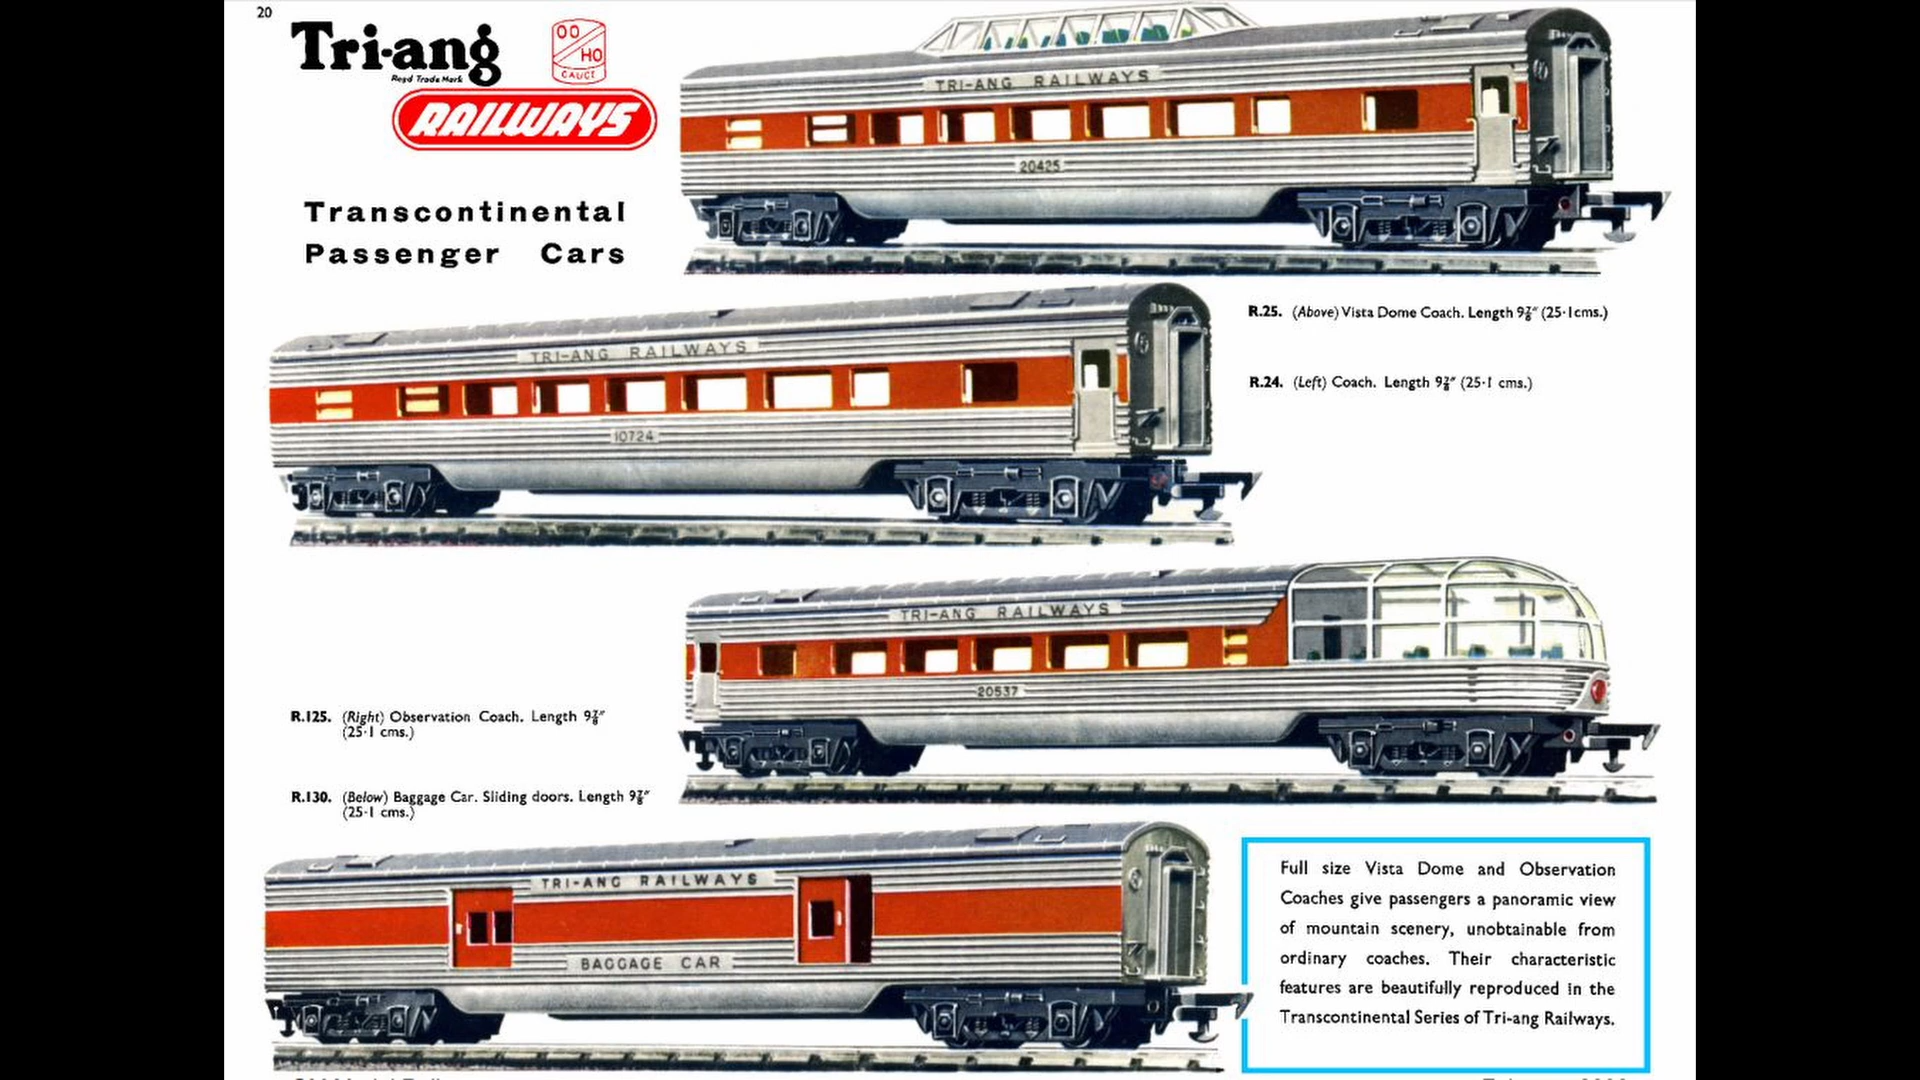 20
Tri-ang
Regd Trade Mark
OO
HO
GAUGE
RAILWAYS
TRI-ANG RAILWAYS
20425
Transcontinental
Passenger Cars
R.25. (Above) Vista Dome Coach. Length 9⅞" (25·1cms.)
TRI-ANG RAILWAYS
10724
R.24. (Left) Coach. Length 9⅞" (25·1 cms.)
TRI-ANG RAILWAYS
20537
R.125. (Right) Observation Coach. Length 9⅞"
(25·1 cms.)
R.130. (Below) Baggage Car. Sliding doors. Length 9⅞"
(25·1 cms.)
TRI-ANG RAILWAYS
BAGGAGE CAR
Full size Vista Dome and Observation
Coaches give passengers a panoramic view
of mountain scenery, unobtainable from
ordinary coaches. Their characteristic
features are beautifully reproduced in the
Transcontinental Series of Tri-ang Railways.